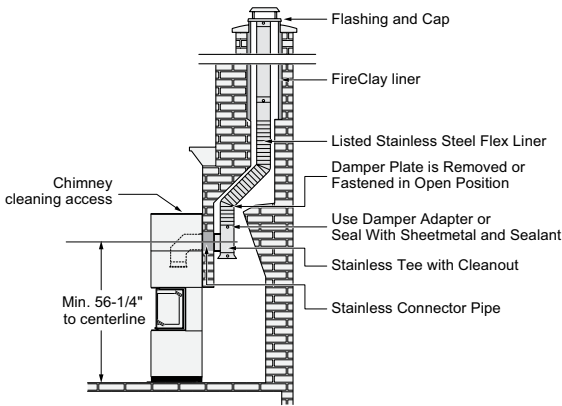 Flashing and Cap
FireClay liner
Listed Stainless Steel Flex Liner
Damper Plate is Removed or
Fastened in Open Position
Chimney
cleaning access
Use Damper Adapter or
Seal With Sheetmetal and Sealant
Stainless Tee with Cleanout
Min. 56-1/4"
to centerline
Stainless Connector Pipe